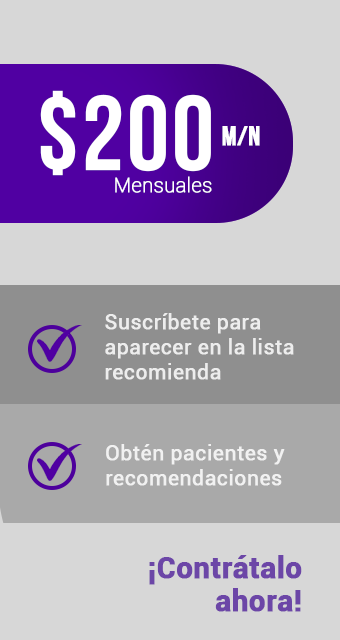 $200 M/N
Mensuales
Suscríbete para
aparecer en la lista
recomienda
Obtén pacientes y
recomendaciones
¡Contrátalo
ahora!